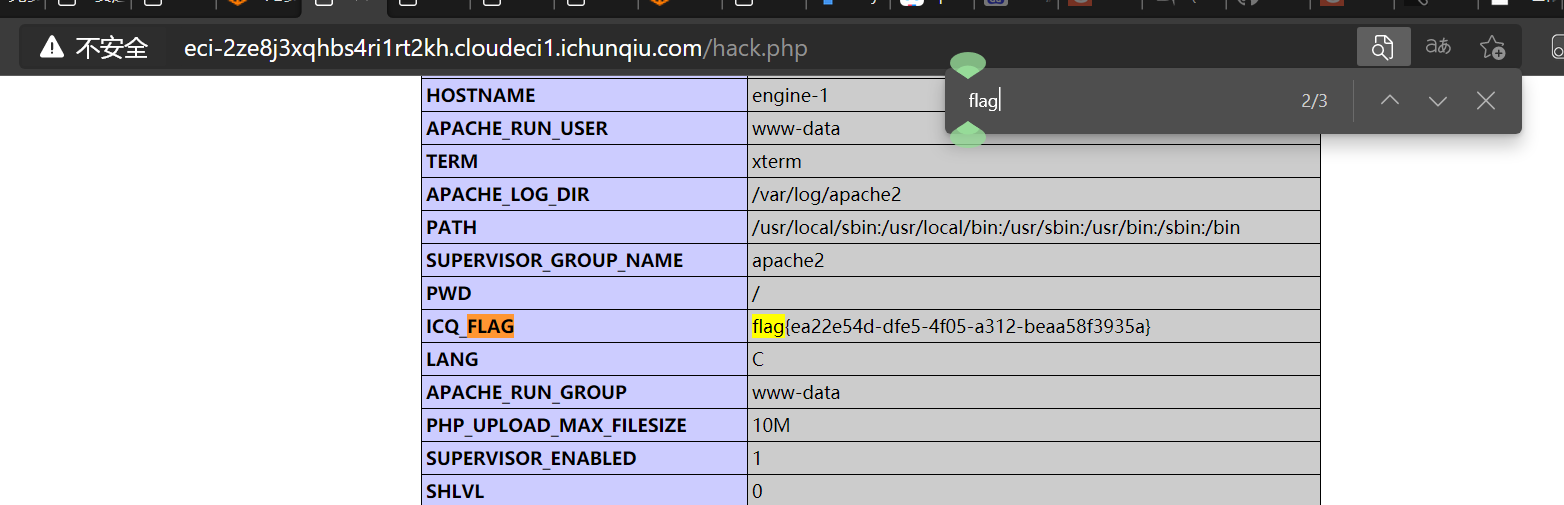 不安全 eci-2ze8j3xqhbs4ri1rt2kh.cloudeci1.ichunqiu.com/hack.php aあ
flag 2/3
HOSTNAME engine-1
APACHE_RUN_USER www-data
TERM xterm
APACHE_LOG_DIR /var/log/apache2
PATH /usr/local/sbin:/usr/local/bin:/usr/sbin:/usr/bin:/sbin:/bin
SUPERVISOR_GROUP_NAME apache2
PWD /
ICQ_FLAG flag{ea22e54d-dfe5-4f05-a312-beaa58f3935a}
LANG C
APACHE_RUN_GROUP www-data
PHP_UPLOAD_MAX_FILESIZE 10M
SUPERVISOR_ENABLED 1
SHLVL 0